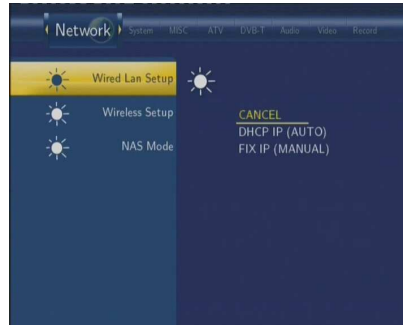 Network System MISC ATV DVB-T Audio Video Record
Wired Lan Setup
Wireless Setup
NAS Mode
CANCEL
DHCP IP (AUTO)
FIX IP (MANUAL)